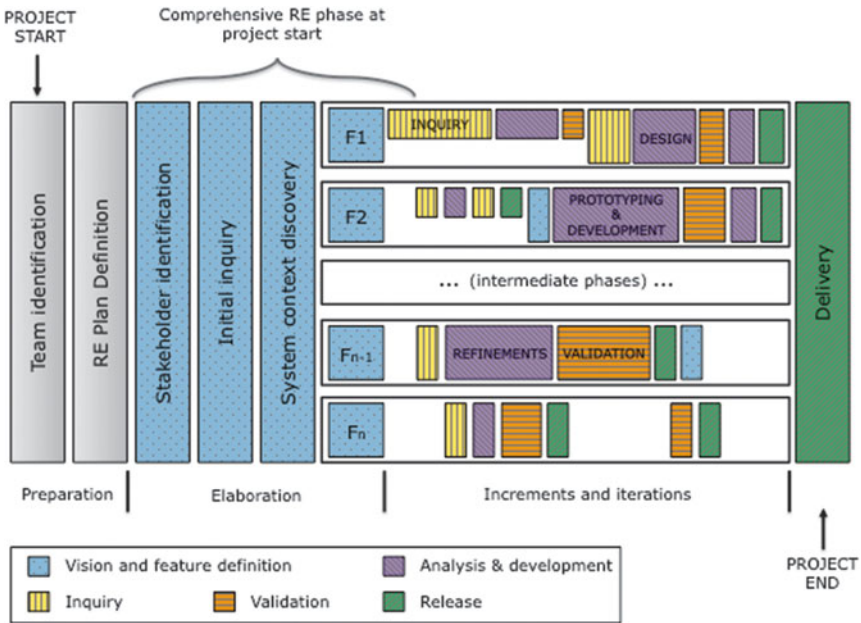 PROJECT
START
Comprehensive RE phase at
project start
Team identification
RE Plan Definition
Stakeholder identification
Initial inquiry
System context discovery
F1
INQUIRY
DESIGN
F2
PROTOTYPING
&
DEVELOPMENT
... (intermediate phases) ...
Fn-1
REFINEMENTS
VALIDATION
Fn
Delivery
Preparation
Elaboration
Increments and iterations
PROJECT
END
Vision and feature definition
Analysis & development
Inquiry
Validation
Release